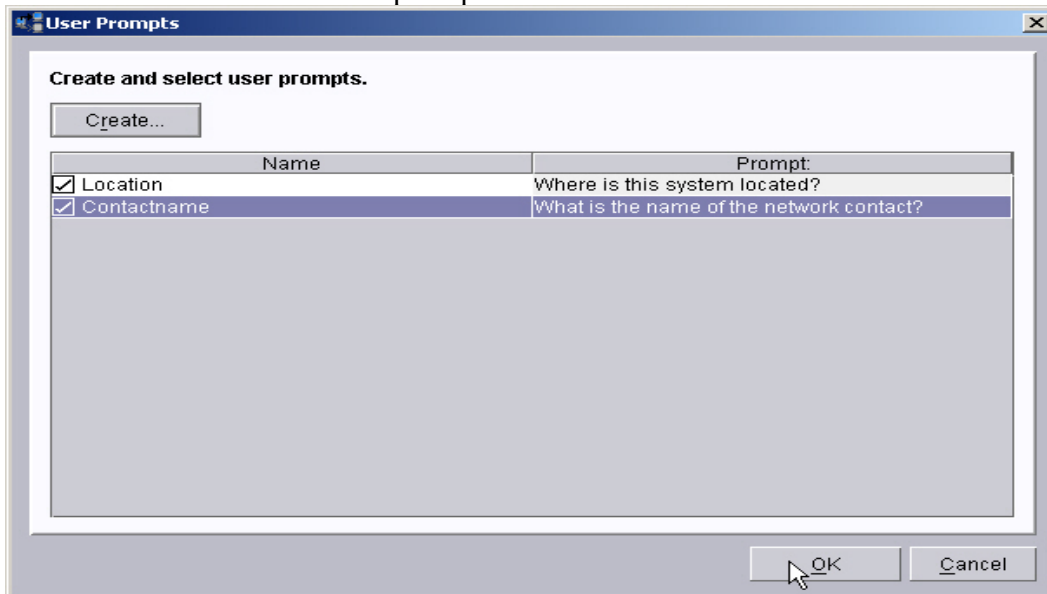 User Prompts
Create and select user prompts.
Create...
Name Prompt:
Location Where is this system located?
Contactname What is the name of the network contact?
OK Cancel